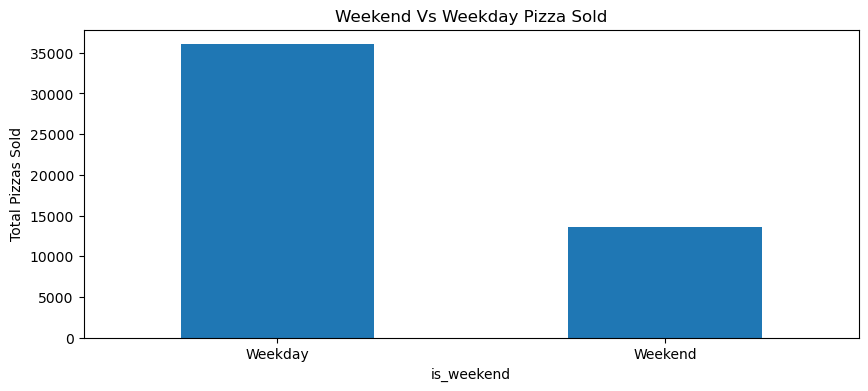 Weekend Vs Weekday Pizza Sold
Total Pizzas Sold
35000
30000
25000
20000
15000
10000
5000
0
Weekday
Weekend
is_weekend